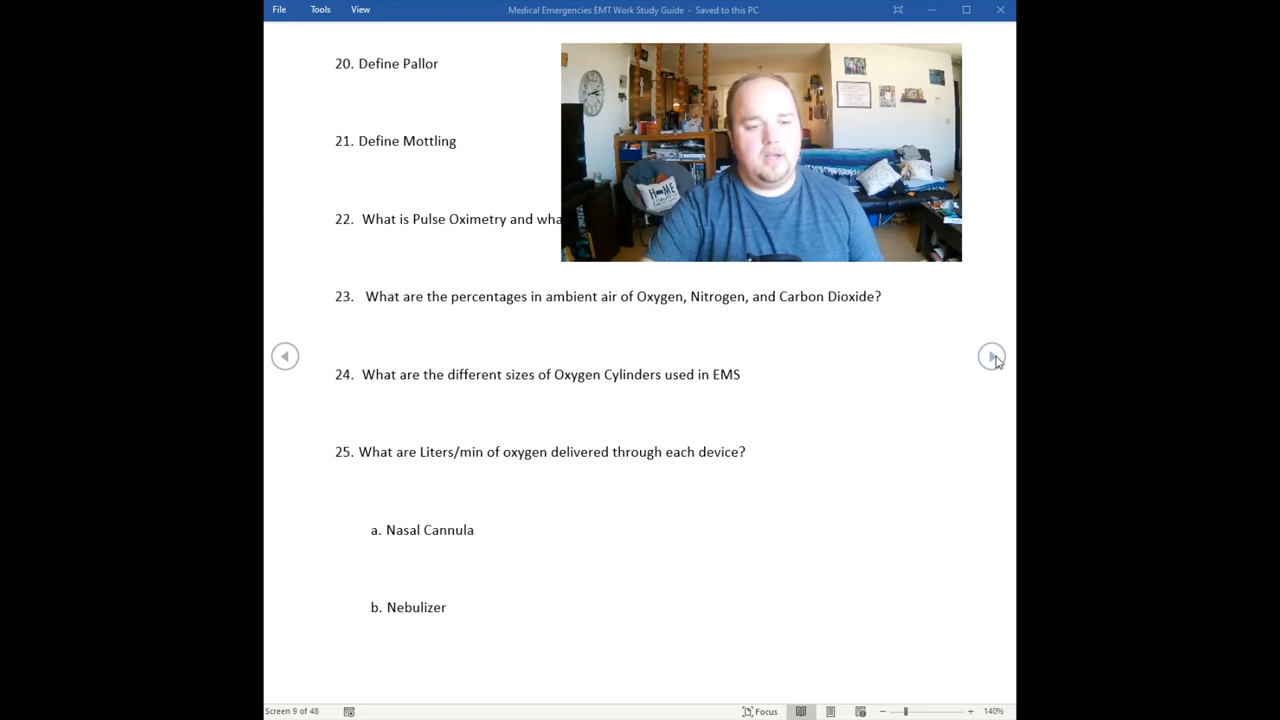 File Tools View Medical Emergencies EMT Work Study Guide - Saved to this PC
20. Define Pallor
21. Define Mottling
22. What is Pulse Oximetry and wha
23. What are the percentages in ambient air of Oxygen, Nitrogen, and Carbon Dioxide?
24. What are the different sizes of Oxygen Cylinders used in EMS
25. What are Liters/min of oxygen delivered through each device?
a. Nasal Cannula
b. Nebulizer
Screen 9 of 48 Focus 140%
HOME